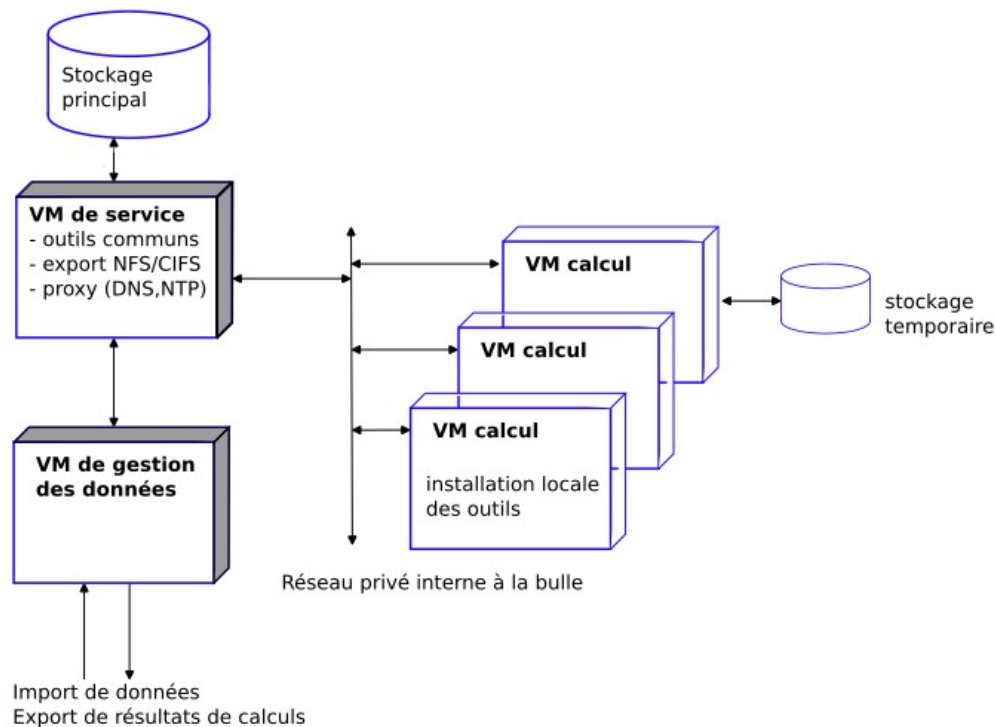 Stockage
principal
VM de service
- outils communs
- export NFS/CIFS
- proxy (DNS,NTP)
VM calcul
stockage
temporaire
VM calcul
VM calcul
installation locale
des outils
VM de gestion
des données
Réseau privé interne à la bulle
Import de données
Export de résultats de calculs